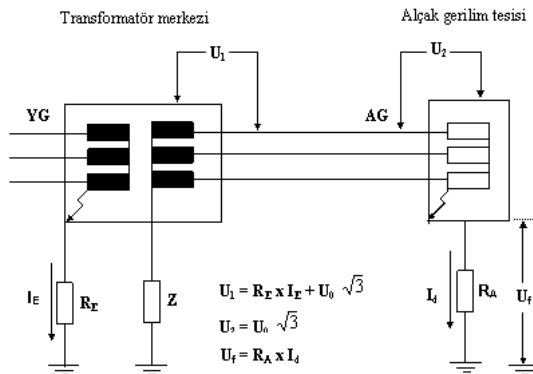 Transformatör merkezi
Alçak gerilim tesisi
U1
U2
YG
AG
IE
RE
Z
U1 = RE x IE + U0 √3
U2 = U0 √3
Uf = RA x Id
Id
RA
Uf